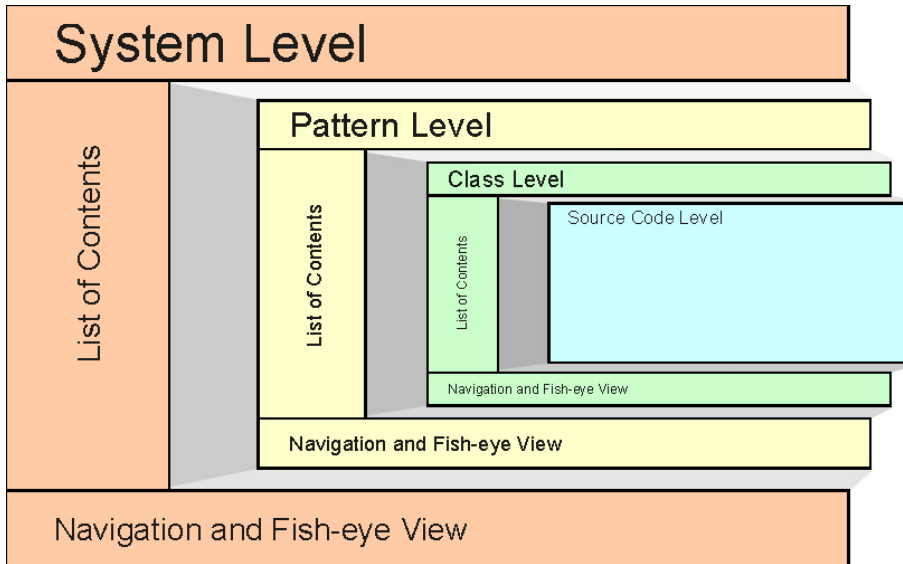 System Level
List of Contents
Pattern Level
List of Contents
Class Level
List of Contents
Source Code Level
Navigation and Fish-eye View
Navigation and Fish-eye View
Navigation and Fish-eye View